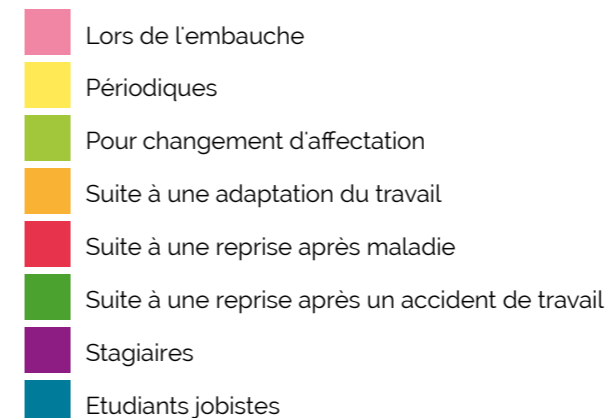 Lors de l'embauche
Périodiques
Pour changement d'affectation
Suite à une adaptation du travail
Suite à une reprise après maladie
Suite à une reprise après un accident de travail
Stagiaires
Etudiants jobistes